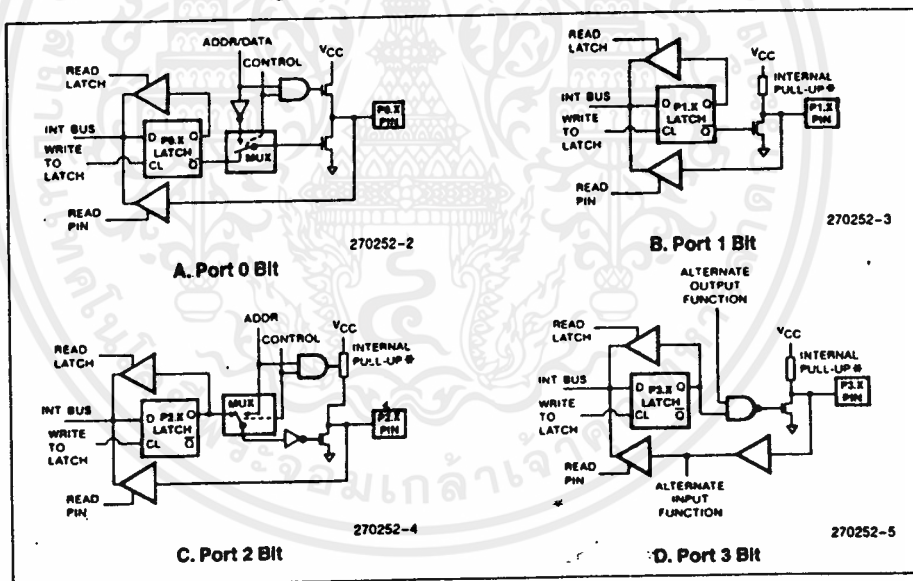 ADDR/DATA
CONTROL
VCC
READ
LATCH
INT BUS
WRITE
TO
LATCH
D
Q
P0.X
LATCH
CL
Q
MUX
P0.X
PIN
READ
PIN
270252-2
A. Port 0 Bit
READ
LATCH
VCC
INTERNAL
PULL-UP *
INT BUS
WRITE
TO
LATCH
D
Q
P1.X
LATCH
CL
Q
P1.X
PIN
READ
PIN
270252-3
B. Port 1 Bit
ADDR
CONTROL
VCC
INTERNAL
PULL-UP *
READ
LATCH
INT BUS
WRITE
TO
LATCH
D
Q
P2.X
LATCH
CL
Q
MUX
P2.X
PIN
READ
PIN
270252-4
C. Port 2 Bit
ALTERNATE
OUTPUT
FUNCTION
READ
LATCH
VCC
INTERNAL
PULL-UP *
INT BUS
WRITE
TO
LATCH
D
Q
P3.X
LATCH
CL
Q
P3.X
PIN
READ
PIN
ALTERNATE
INPUT
FUNCTION
270252-5
D. Port 3 Bit